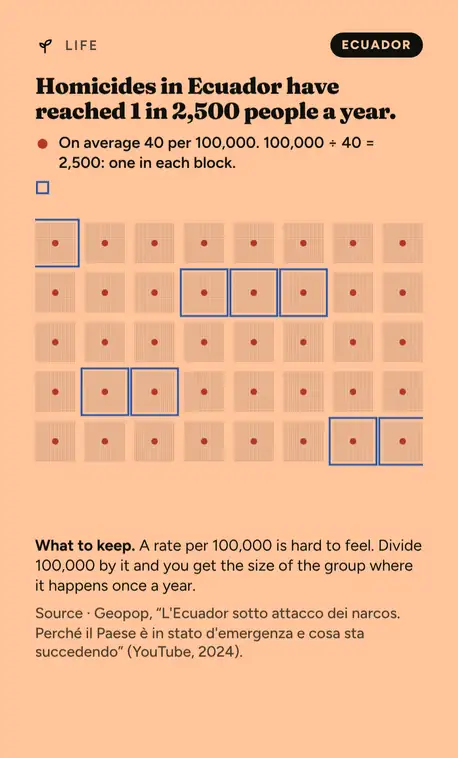 LIFE
ECUADOR
Homicides in Ecuador have
reached 1 in 2,500 people a year.
On average 40 per 100,000. 100,000 ÷ 40 =
2,500: one in each block.
What to keep. A rate per 100,000 is hard to feel. Divide
100,000 by it and you get the size of the group where
it happens once a year.
Source · Geopop, “L'Ecuador sotto attacco dei narcos.
Perché il Paese è in stato d'emergenza e cosa sta
succedendo” (YouTube, 2024).